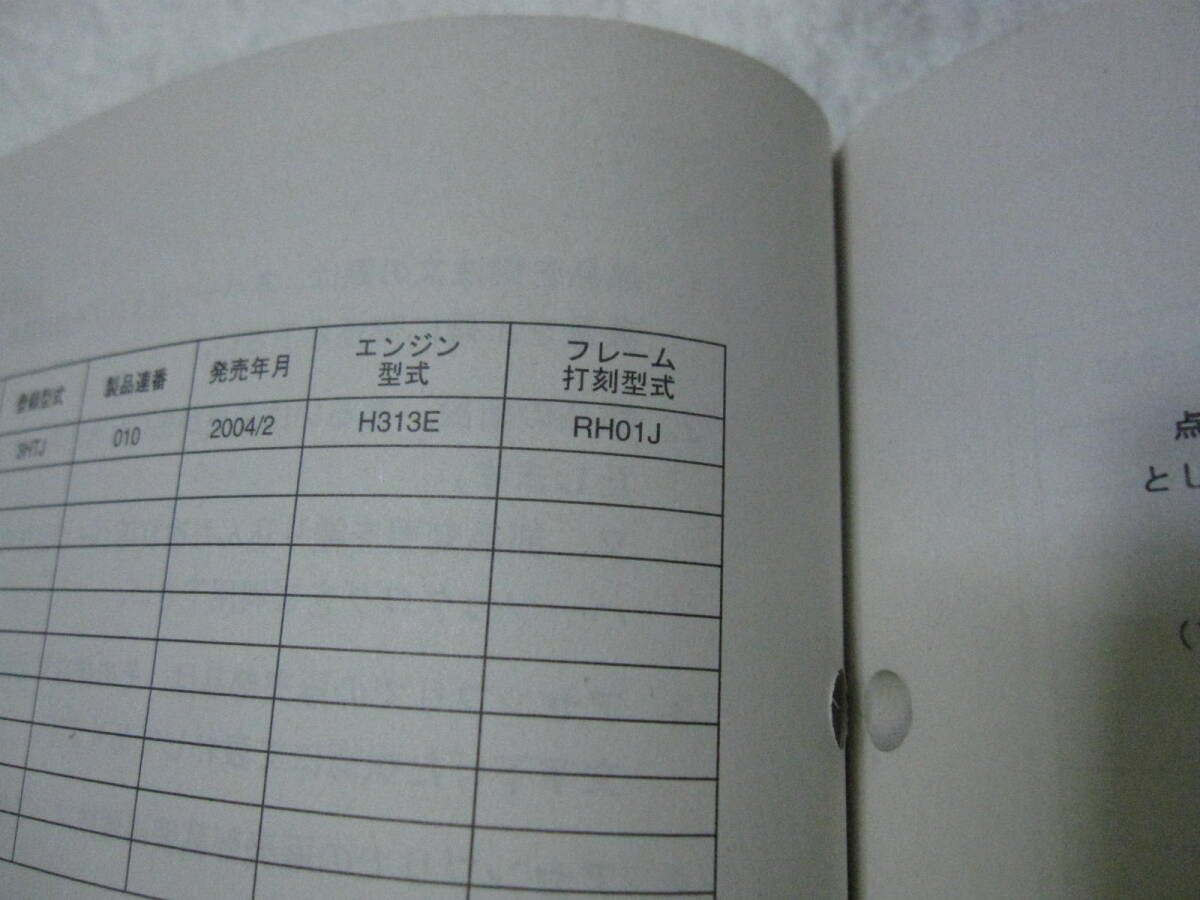 登録型式
製品連番
発売年月
エンジン
型式
フレーム
打刻型式
3HTJ
010
2004/2
H313E
RH01J
点
とし